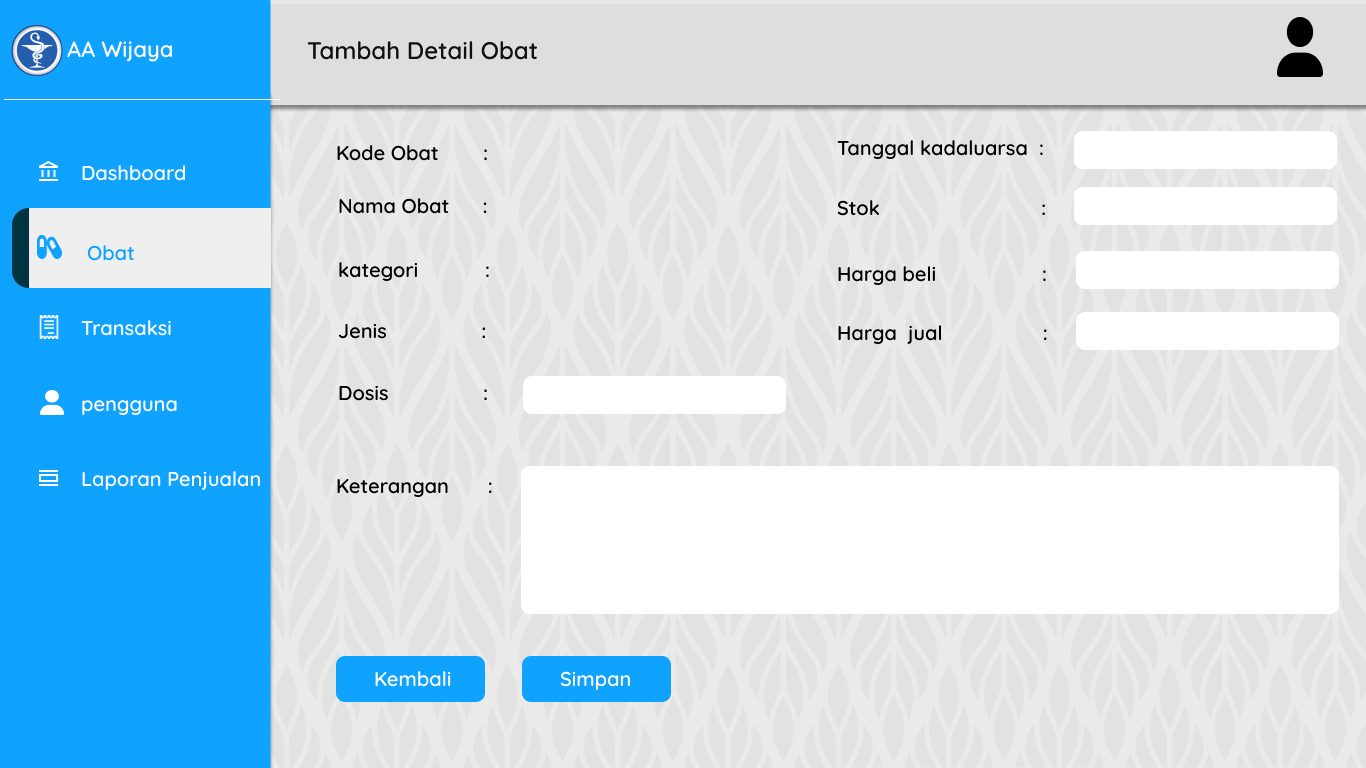 AA Wijaya
Tambah Detail Obat
Dashboard
Obat
Transaksi
pengguna
Laporan Penjualan
Kode Obat :
Nama Obat :
kategori :
Jenis :
Dosis :
Keterangan :
Tanggal kadaluarsa :
Stok :
Harga beli :
Harga jual :
Kembali
Simpan